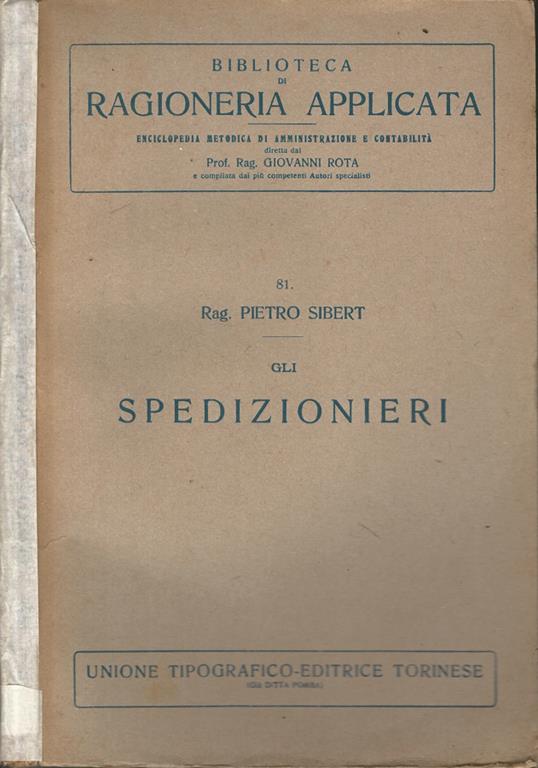 BIBLIOTECA
DI
RAGIONERIA APPLICATA
ENCICLOPEDIA METODICA DI AMMINISTRAZIONE E CONTABILITÀ
diretta dal
Prof. Rag. GIOVANNI ROTA
e compilata dai più competenti Autori specialisti
81.
Rag. PIETRO SIBERT
GLI
SPEDIZIONIERI
UNIONE TIPOGRAFICO-EDITRICE TORINESE
(GIÀ DITTA POMBA)